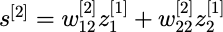 s^{[2]} = w_{12}^{[2]} z_1^{[1]} + w_{22}^{[2]} z_2^{[1]}